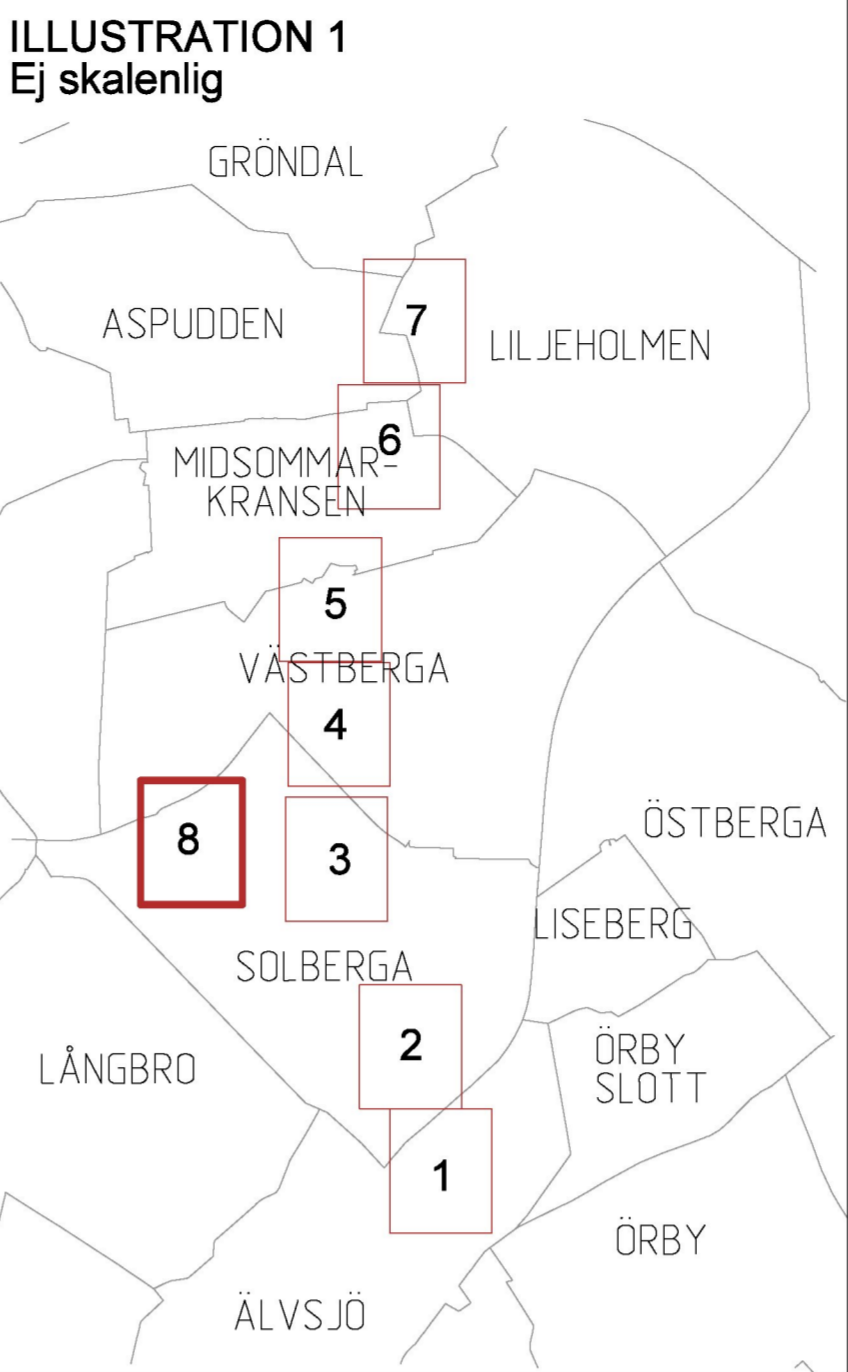 ILLUSTRATION 1
Ej skalenlig
GRÖNDAL
7
ASPUDDEN
LILJEHOLMEN
6
MIDSOMMAR-
KRANSEN
5
VÄSTBERGA
4
8
3
ÖSTBERGA
LISEBERG
SOLBERGA
2
LÅNGBRO
ÖRBY
SLOTT
1
ÖRBY
ÄLVSJÖ